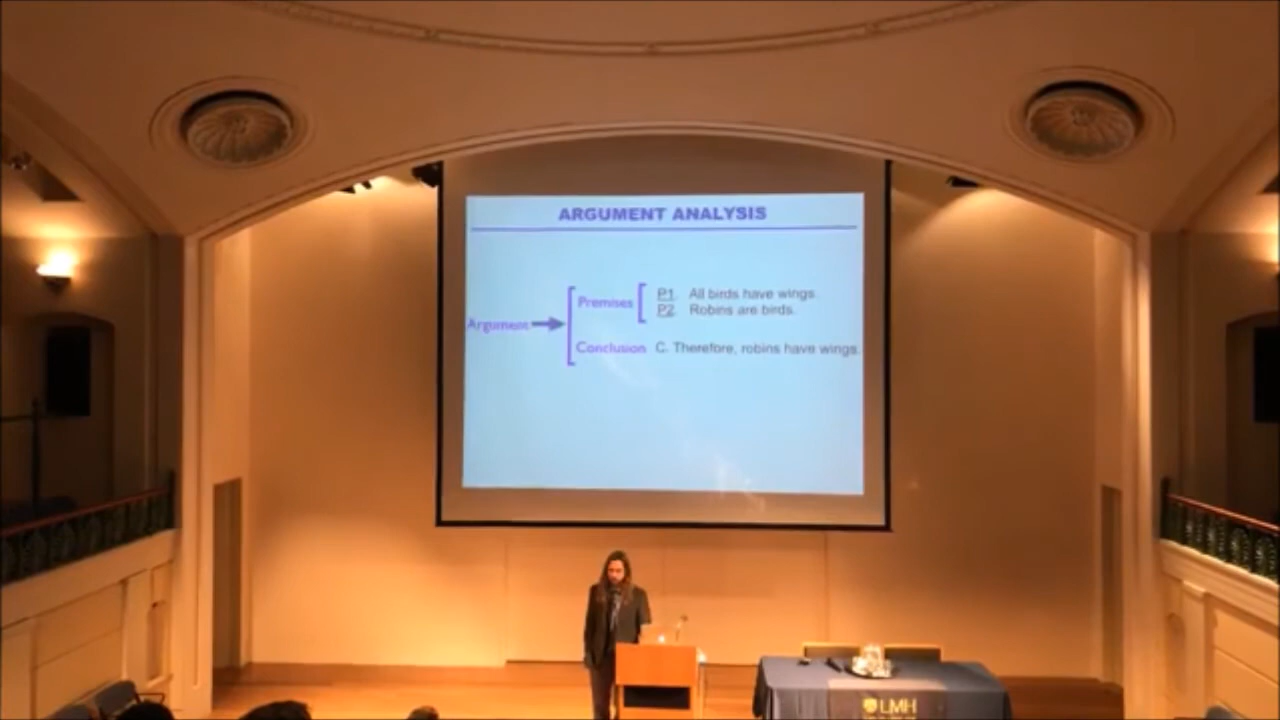 ARGUMENT ANALYSIS
Argument
Premises
P1. All birds have wings.
P2. Robins are birds.
Conclusion
C. Therefore, robins have wings.
LMH